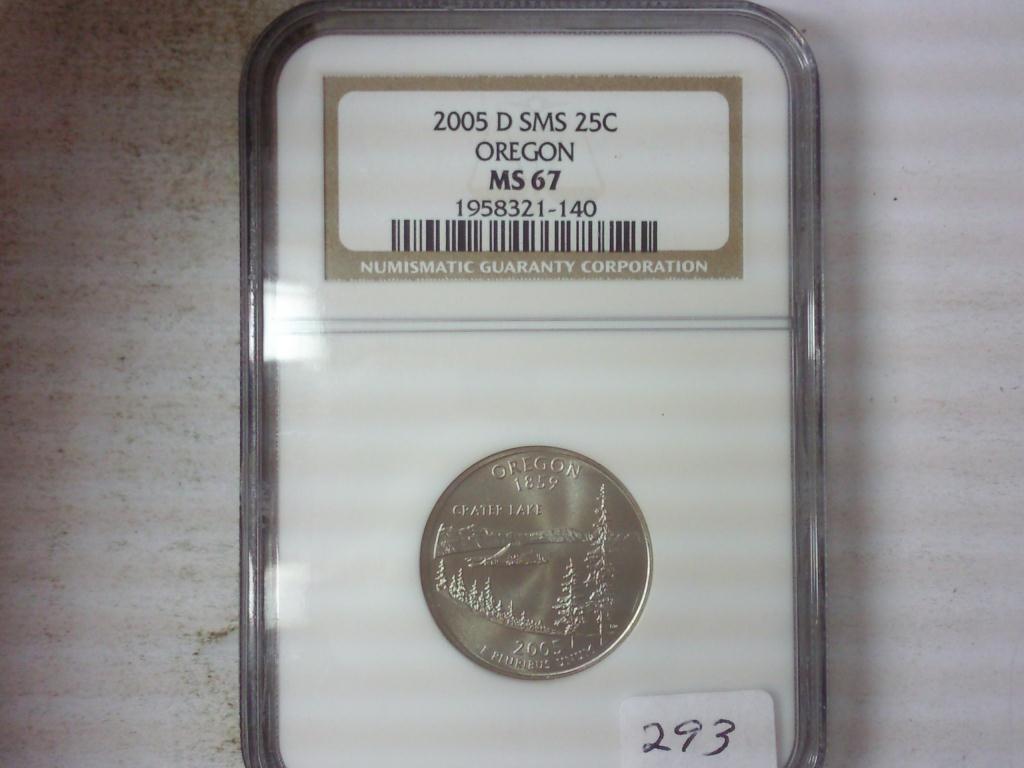 2005 D SMS 25C
OREGON
MS 67
1958321-140
NUMISMATIC GUARANTY CORPORATION
OREGON
1859
CRATER LAKE
2005
E PLURIBUS UNUM
293